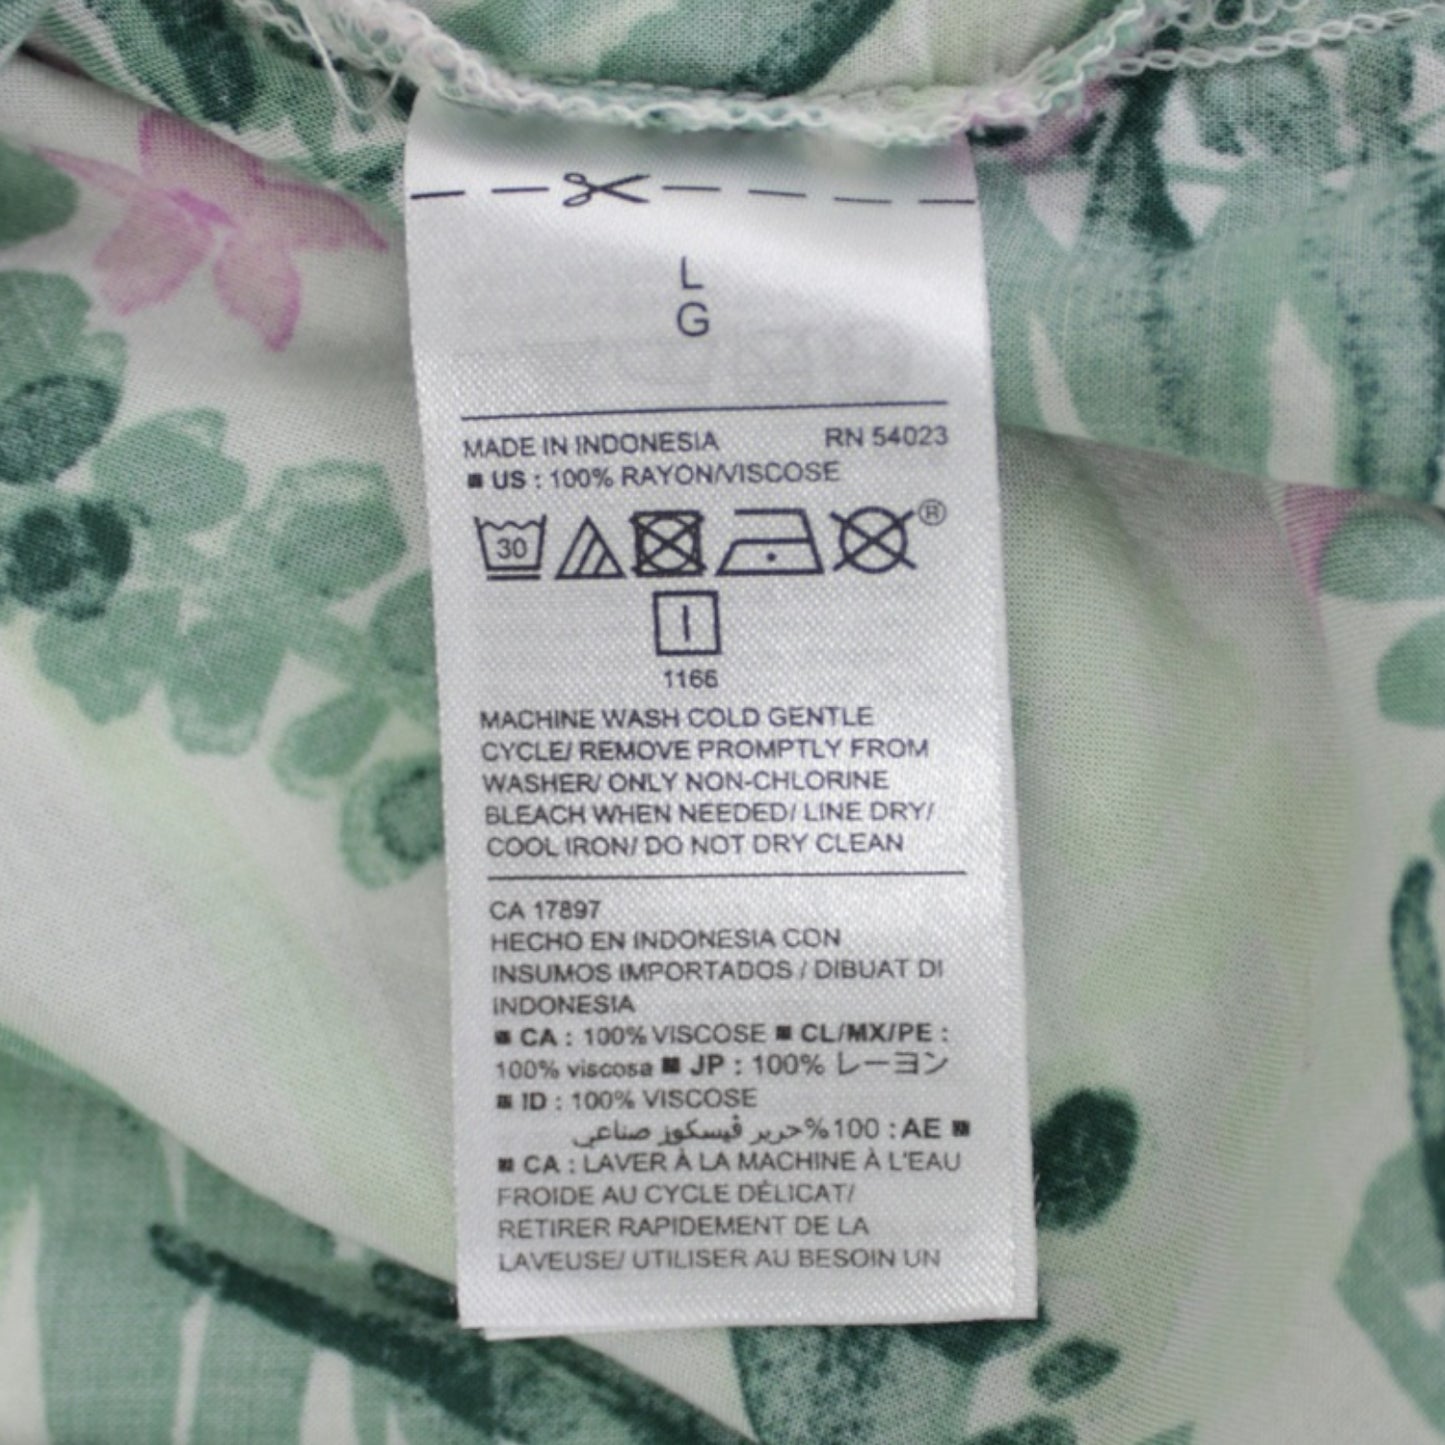 L
G
MADE IN INDONESIA RN 54023
■ US : 100% RAYON/VISCOSE
30 ®
1166
MACHINE WASH COLD GENTLE
CYCLE/ REMOVE PROMPTLY FROM
WASHER/ ONLY NON-CHLORINE
BLEACH WHEN NEEDED/ LINE DRY/
COOL IRON/ DO NOT DRY CLEAN
CA 17897
HECHO EN INDONESIA CON
INSUMOS IMPORTADOS / DIBUAT DI
INDONESIA
■ CA : 100% VISCOSE ■ CL/MX/PE :
100% viscosa ■ JP : 100% レーヨン
■ ID : 100% VISCOSE
■ AE : 100%حرير ڤيسكوز صناعي
■ CA : LAVER À LA MACHINE À L'EAU
FROIDE AU CYCLE DÉLICAT/
RETIRER RAPIDEMENT DE LA
LAVEUSE/ UTILISER AU BESOIN UN